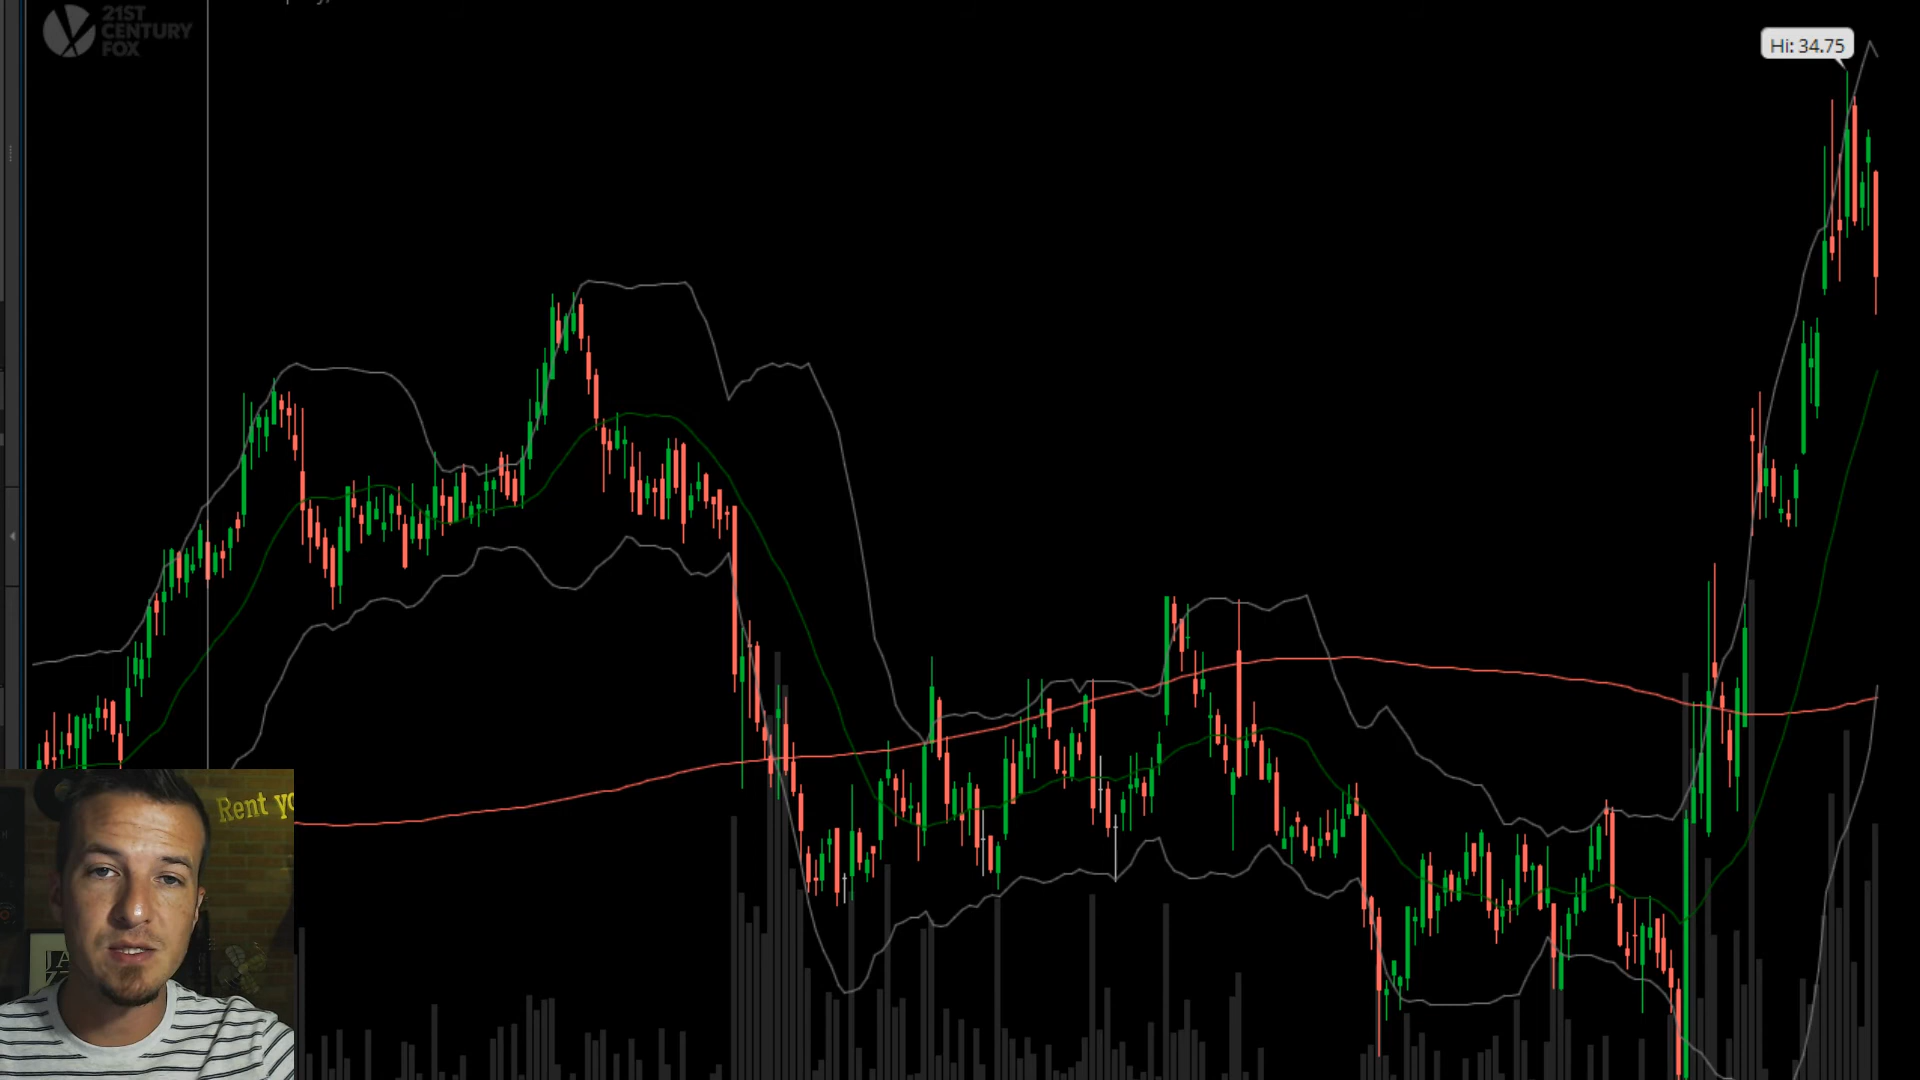 21ST
CENTURY
FOX
Hi: 34.75
Rent yo